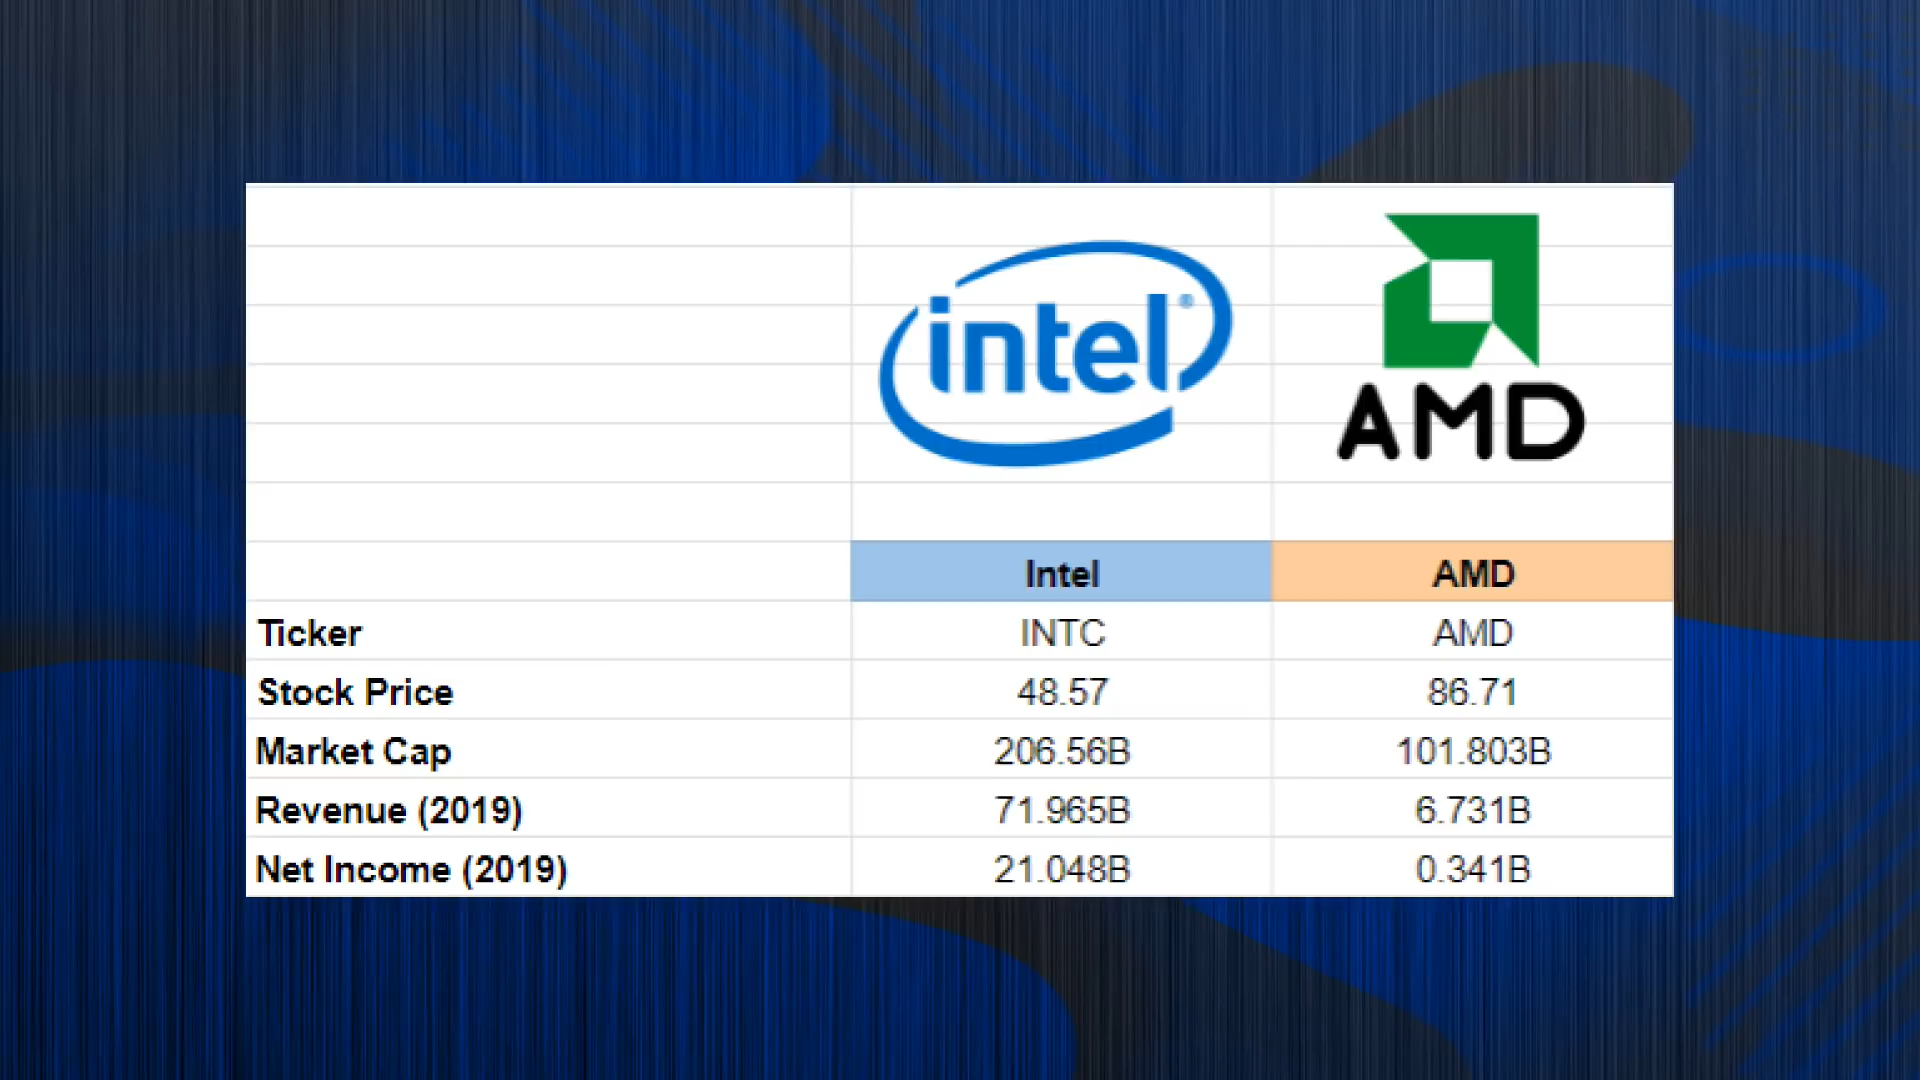 intel®
AMD
Intel AMD
Ticker INTC AMD
Stock Price 48.57 86.71
Market Cap 206.56B 101.803B
Revenue (2019) 71.965B 6.731B
Net Income (2019) 21.048B 0.341B